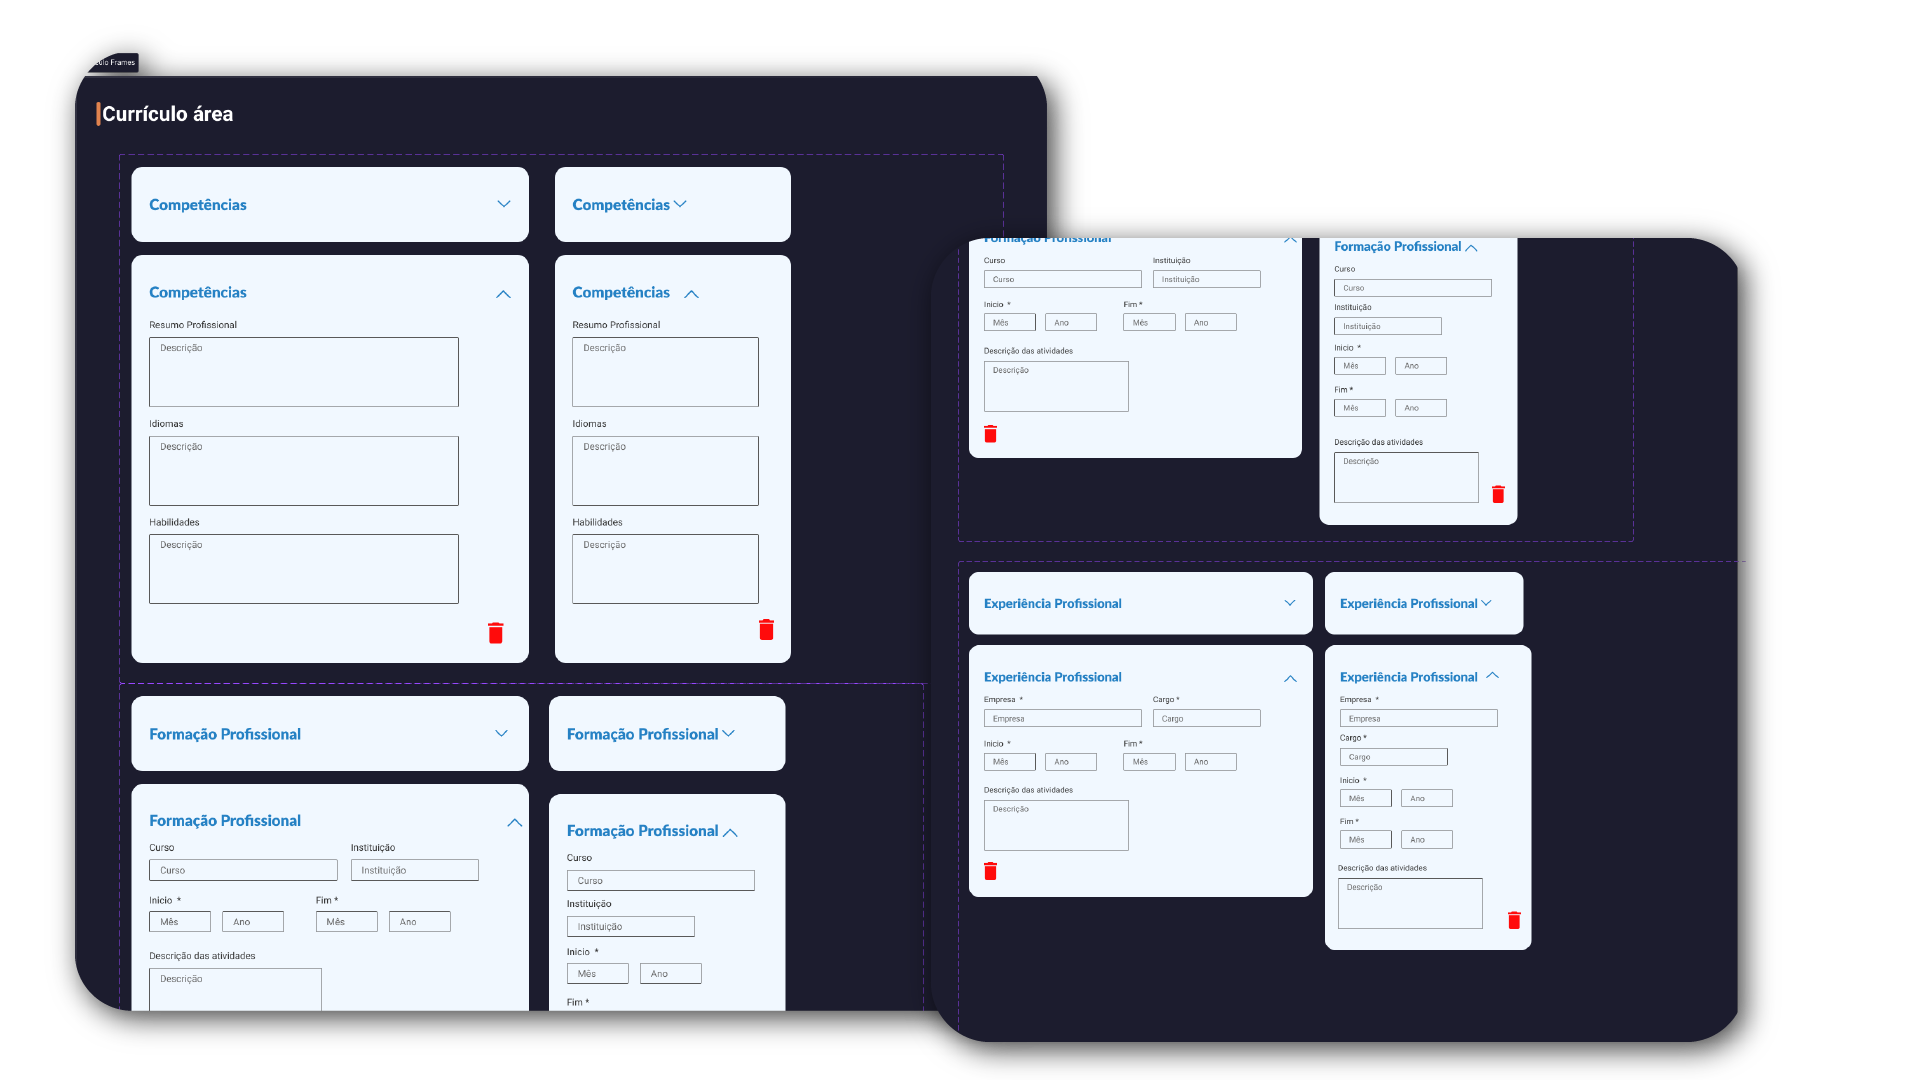 ulo Frames
Currículo área
Competências
Competências
Competências
Resumo Profissional
Descrição
Idiomas
Descrição
Habilidades
Descrição
Competências
Resumo Profissional
Descrição
Idiomas
Descrição
Habilidades
Descrição
Formação Profissional
Formação Profissional
Formação Profissional
Curso Instituição
Curso Instituição
Inicio * Fim *
Mês Ano Mês Ano
Descrição das atividades
Descrição
Formação Profissional
Curso
Curso
Instituição
Instituição
Inicio *
Mês Ano
Fim *
Formação Profissional
Curso Instituição
Curso Instituição
Inicio * Fim *
Mês Ano Mês Ano
Descrição das atividades
Descrição
Formação Profissional
Curso
Curso
Instituição
Instituição
Inicio *
Mês Ano
Fim *
Mês Ano
Descrição das atividades
Descrição
Experiência Profissional
Experiência Profissional
Experiência Profissional
Empresa * Cargo *
Empresa Cargo
Inicio * Fim *
Mês Ano Mês Ano
Descrição das atividades
Descrição
Experiência Profissional
Empresa *
Empresa
Cargo *
Cargo
Inicio *
Mês Ano
Fim *
Mês Ano
Descrição das atividades
Descrição